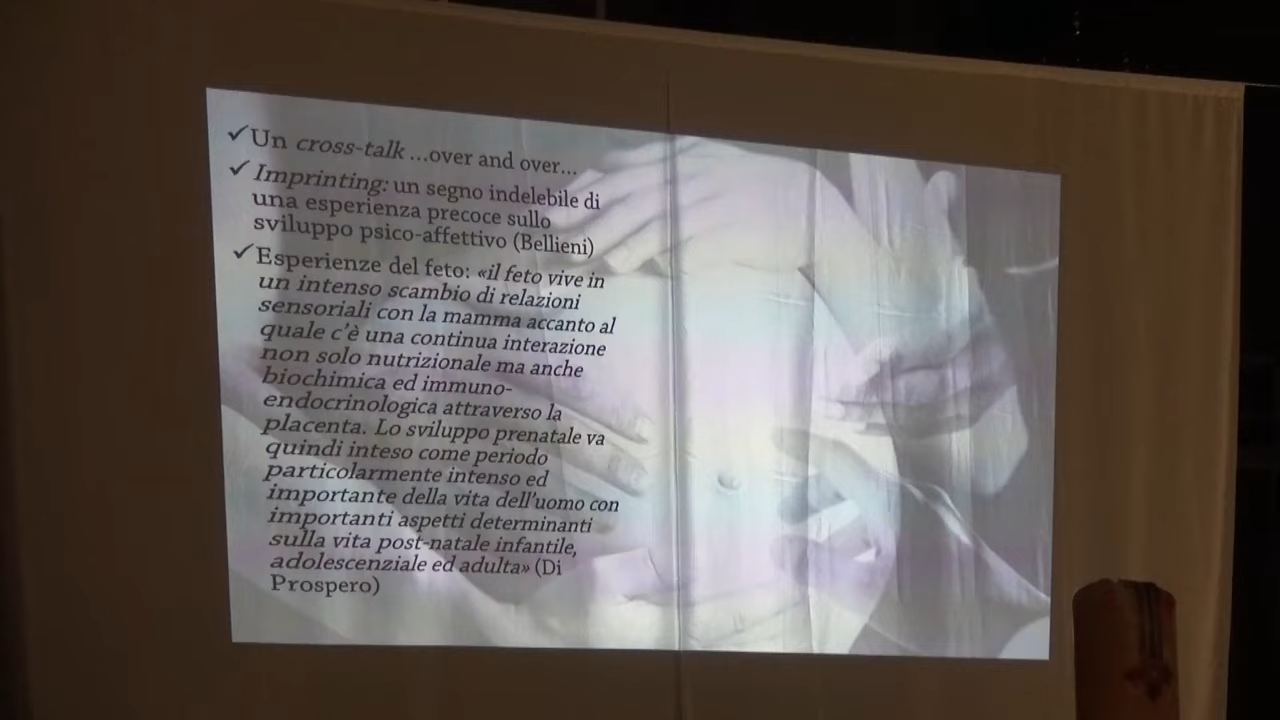 ✓Un cross-talk ...over and over...
✓Imprinting: un segno indelebile di
una esperienza precoce sullo
sviluppo psico-affettivo (Bellieni)
✓Esperienze del feto: «il feto vive in
un intenso scambio di relazioni
sensoriali con la mamma accanto al
quale c'è una continua interazione
non solo nutrizionale ma anche
biochimica ed immuno-
endocrinologica attraverso la
placenta. Lo sviluppo prenatale va
quindi inteso come periodo
particolarmente intenso ed
importante della vita dell'uomo con
importanti aspetti determinanti
sulla vita post-natale infantile,
adolescenziale ed adulta» (Di
Prospero)